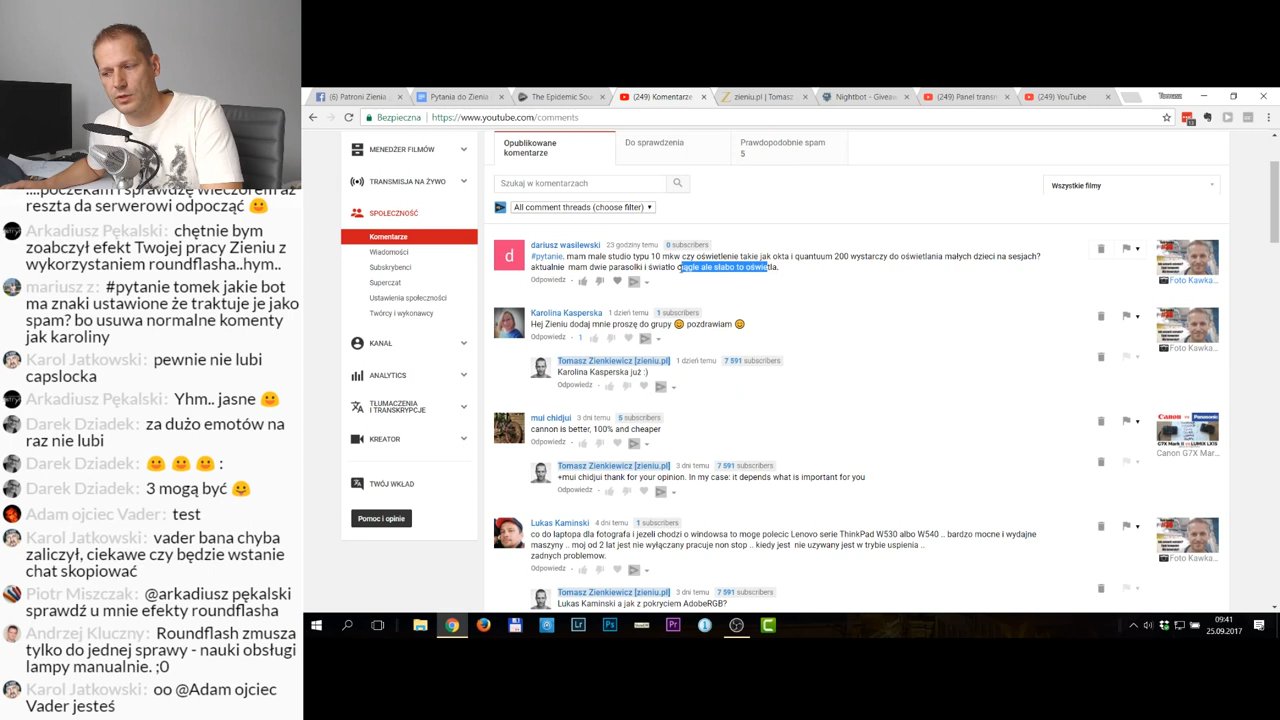 ....poczekam i sprawdzę wieczorem aż
reszta da serwerowi odpocząć
Arkadiusz Pękalski: chętnie bym
zoabczył efekt Twojej pracy Zieniu z
wykorzystaniem roundflasha..hym..
mariusz z: #pytanie tomek jakie bot
ma znaki ustawione że traktuje je jako
spam? bo usuwa normalne komenty
jak karoliny
Karol Jatkowski: pewnie nie lubi
capslocka
Arkadiusz Pękalski: Yhm.. jasne
Darek Dziadek: za dużo emotów na
raz nie lubi
Darek Dziadek: :
Darek Dziadek: 3 mogą być
Adam ojciec Vader: test
Karol Jatkowski: vader bana chyba
zaliczył, ciekawe czy będzie wstanie
chat skopiować
Piotr Miszczak: @arkadiusz pękalski
sprawdź u mnie efekty roundflasha
Andrzej Kluczny: Roundflash zmusza
tylko do jednej sprawy - nauki obsługi
lampy manualnie. ;0
Karol Jatkowski: oo @Adam ojciec
Vader jesteś
(6) Patroni Zienia
Pytania do Zienia
The Epidemic Sou
(249) Komentarze
zieniu.pl | Tomasz
Nightbot - Giveaw
(249) Panel transm
(249) YouTube
Tomasz
Bezpieczna | https://www.youtube.com/comments
MENEDŻER FILMÓW
TRANSMISJA NA ŻYWO
SPOŁECZNOŚĆ
Komentarze
Wiadomości
Subskrybenci
Superczat
Ustawienia społeczności
Twórcy i wykonawcy
KANAŁ
ANALYTICS
TŁUMACZENIA
I TRANSKRYPCJE
KREATOR
TWÓJ WKŁAD
Pomoc i opinie
Opublikowane
komentarze
Do sprawdzenia
Prawdopodobnie spam
5
Szukaj w komentarzach
Wszystkie filmy
All comment threads (choose filter)
d
dariusz wasilewski 23 godziny temu 0 subscribers
#pytanie, mam male studio typu 10 mkw czy oświetlenie takie jak okta i quantuum 200 wystarczy do oświetlania małych dzieci na sesjach?
aktualnie mam dwie parasolki i światło ciągle ale słabo to oświetla.
Odpowiedz
Foto Kawka...
Karolina Kasperska 1 dzień temu 1 subscribers
Hej Zieniu dodaj mnie proszę do grupy pozdrawiam
Odpowiedz 1
Foto Kawka...
Tomasz Zienkiewicz [zieniu.pl] 1 dzień temu 7 591 subscribers
Karolina Kasperska już :)
Odpowiedz
mui chidjui 3 dni temu 5 subscribers
cannon is better, 100% and cheaper
Odpowiedz
Canon Panasonic
Canon G7X Mar...
Tomasz Zienkiewicz [zieniu.pl] 3 dni temu 7 591 subscribers
+mui chidjui thank for your opinion. In my case: it depends what is important for you
Odpowiedz
Lukas Kaminski 4 dni temu 1 subscribers
co do laptopa dla fotografa i jezeli chodzi o windowsa to moge polecic Lenovo serie ThinkPad W530 albo W540 .. bardzo mocne i wydajne
maszyny .. moj od 2 lat jest nie wyłączany pracuje non stop .. kiedy jest nie uzywany jest w trybie uspienia ..
zadnych problemow.
Odpowiedz
Foto Kawka...
Tomasz Zienkiewicz [zieniu.pl] 3 dni temu 7 591 subscribers
Lukas Kaminski a jak z pokryciem AdobeRGB?
09:41
25.09.2017